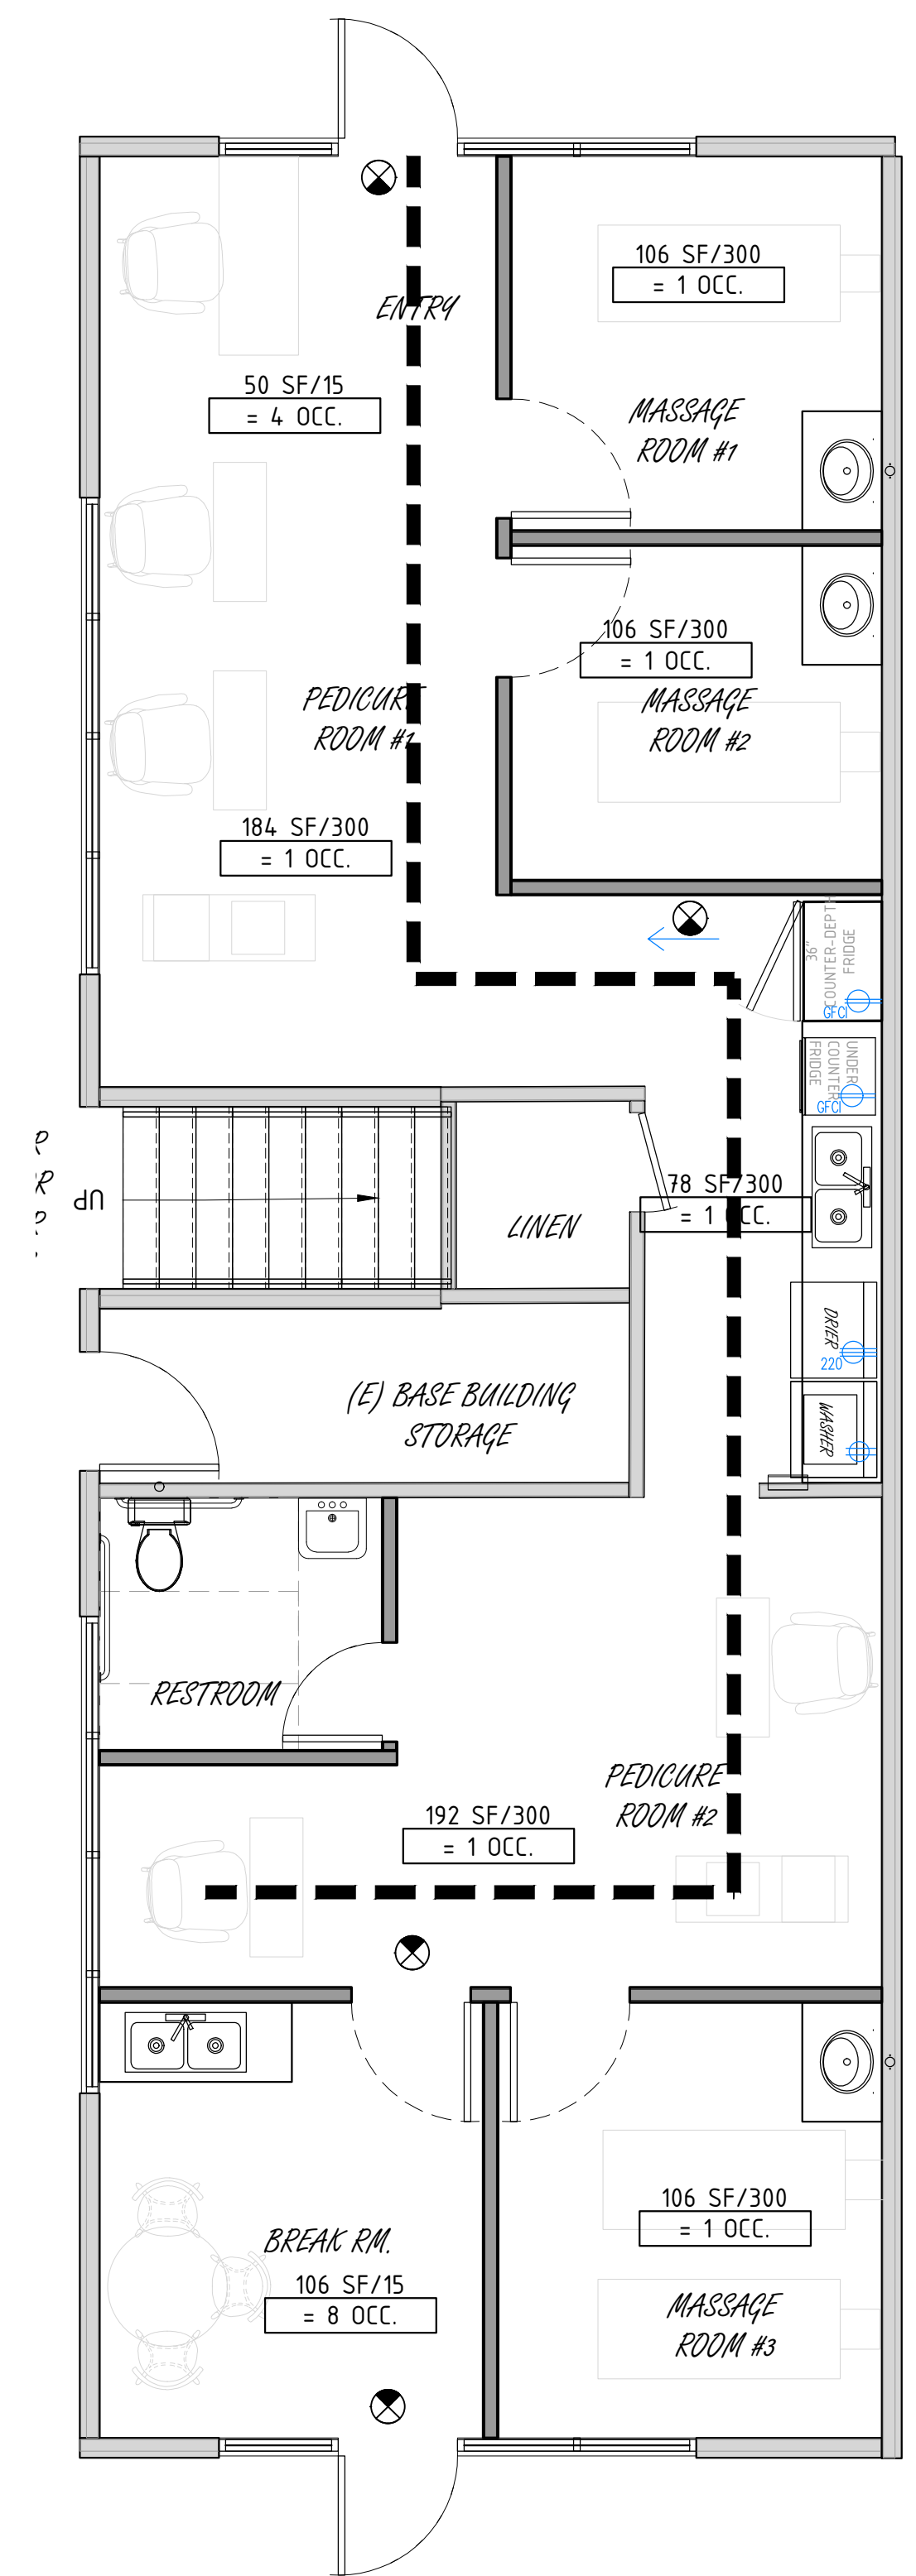 106 SF/300
= 1 OCC.
ENTRY
50 SF/15
= 4 OCC.
MASSAGE
ROOM #1
106 SF/300
= 1 OCC.
MASSAGE
ROOM #2
PEDICURE
ROOM #1
184 SF/300
= 1 OCC.
36"
COUNTER-DEPTH
FRIDGE
GFCI
UNDER
COUNTER
FRIDGE
GFCI
UP
78 SF/300
= 1 OCC.
LINEN
DRIER
220
(E) BASE BUILDING
STORAGE
WASHER
RESTROOM
PEDICURE
ROOM #2
192 SF/300
= 1 OCC.
106 SF/300
= 1 OCC.
BREAK RM.
106 SF/15
= 8 OCC.
MASSAGE
ROOM #3